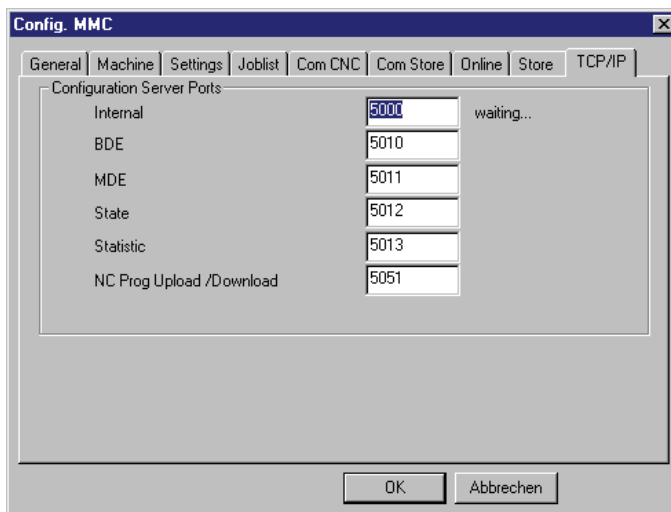 Config. MMC
General Machine Settings Joblist Com CNC Com Store Online Store TCP/IP
Configuration Server Ports
Internal 5000 waiting...
BDE 5010
MDE 5011
State 5012
Statistic 5013
NC Prog Upload /Download 5051
OK Abbrechen